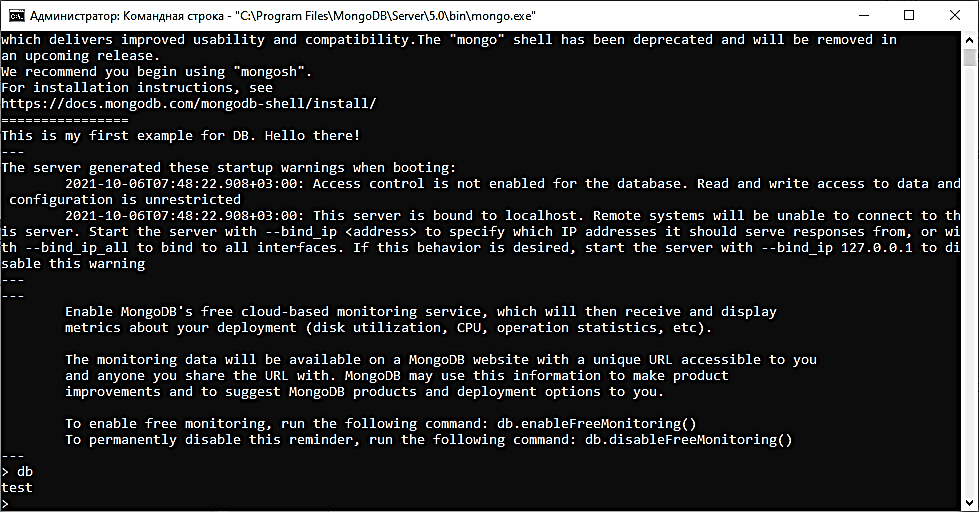 Администратор: Командная строка - "C:\Program Files\MongoDB\Server\5.0\bin\mongo.exe"
which delivers improved usability and compatibility.The "mongo" shell has been deprecated and will be removed in
an upcoming release.
We recommend you begin using "mongosh".
For installation instructions, see
https://docs.mongodb.com/mongodb-shell/install/
================
This is my first example for DB. Hello there!
---
The server generated these startup warnings when booting:
        2021-10-06T07:48:22.908+03:00: Access control is not enabled for the database. Read and write access to data and
 configuration is unrestricted
        2021-10-06T07:48:22.908+03:00: This server is bound to localhost. Remote systems will be unable to connect to th
is server. Start the server with --bind_ip <address> to specify which IP addresses it should serve responses from, or wi
th --bind_ip_all to bind to all interfaces. If this behavior is desired, start the server with --bind_ip 127.0.0.1 to di
sable this warning
---
---
        Enable MongoDB's free cloud-based monitoring service, which will then receive and display
        metrics about your deployment (disk utilization, CPU, operation statistics, etc).
        The monitoring data will be available on a MongoDB website with a unique URL accessible to you
        and anyone you share the URL with. MongoDB may use this information to make product
        improvements and to suggest MongoDB products and deployment options to you.
        To enable free monitoring, run the following command: db.enableFreeMonitoring()
        To permanently disable this reminder, run the following command: db.disableFreeMonitoring()
---
> db
test
>